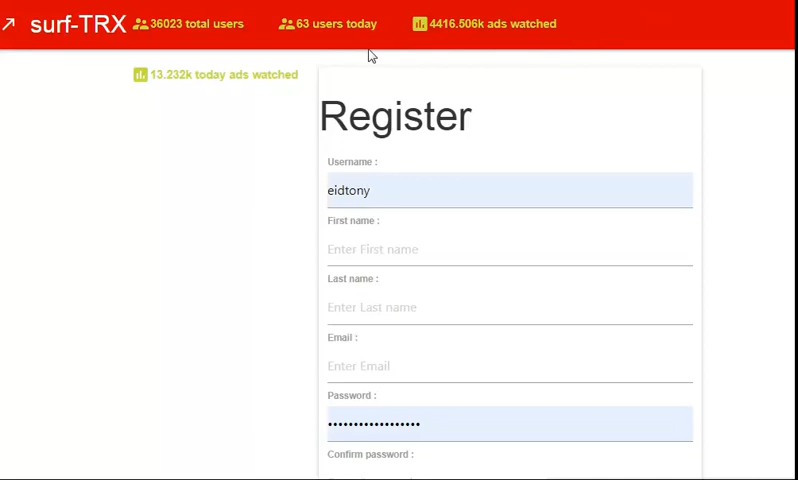 surf-TRX 36023 total users 63 users today 4416.506k ads watched
13.232k today ads watched
Register
Username :
eidtony
First name :
Enter First name
Last name :
Enter Last name
Email :
Enter Email
Password :
••••••••••••••••••
Confirm password :